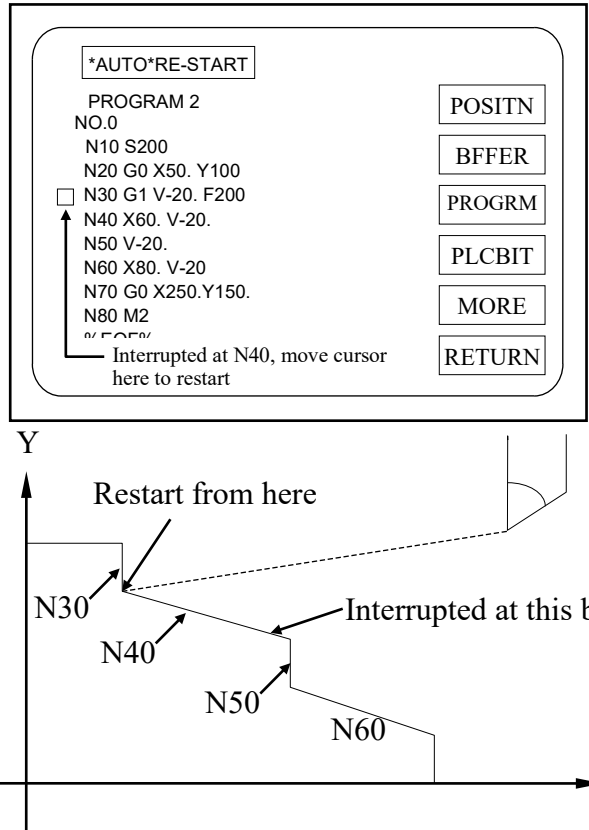 *AUTO*RE-START
PROGRAM 2
NO.0
N10 S200
N20 G0 X50. Y100
N30 G1 V-20. F200
N40 X60. V-20.
N50 V-20.
N60 X80. V-20
N70 G0 X250.Y150.
N80 M2
%EOF%
Interrupted at N40, move cursor
here to restart
POSITN
BFFER
PROGRM
PLCBIT
MORE
RETURN
Y
Restart from here
N30
Interrupted at this b
N40
N50
N60